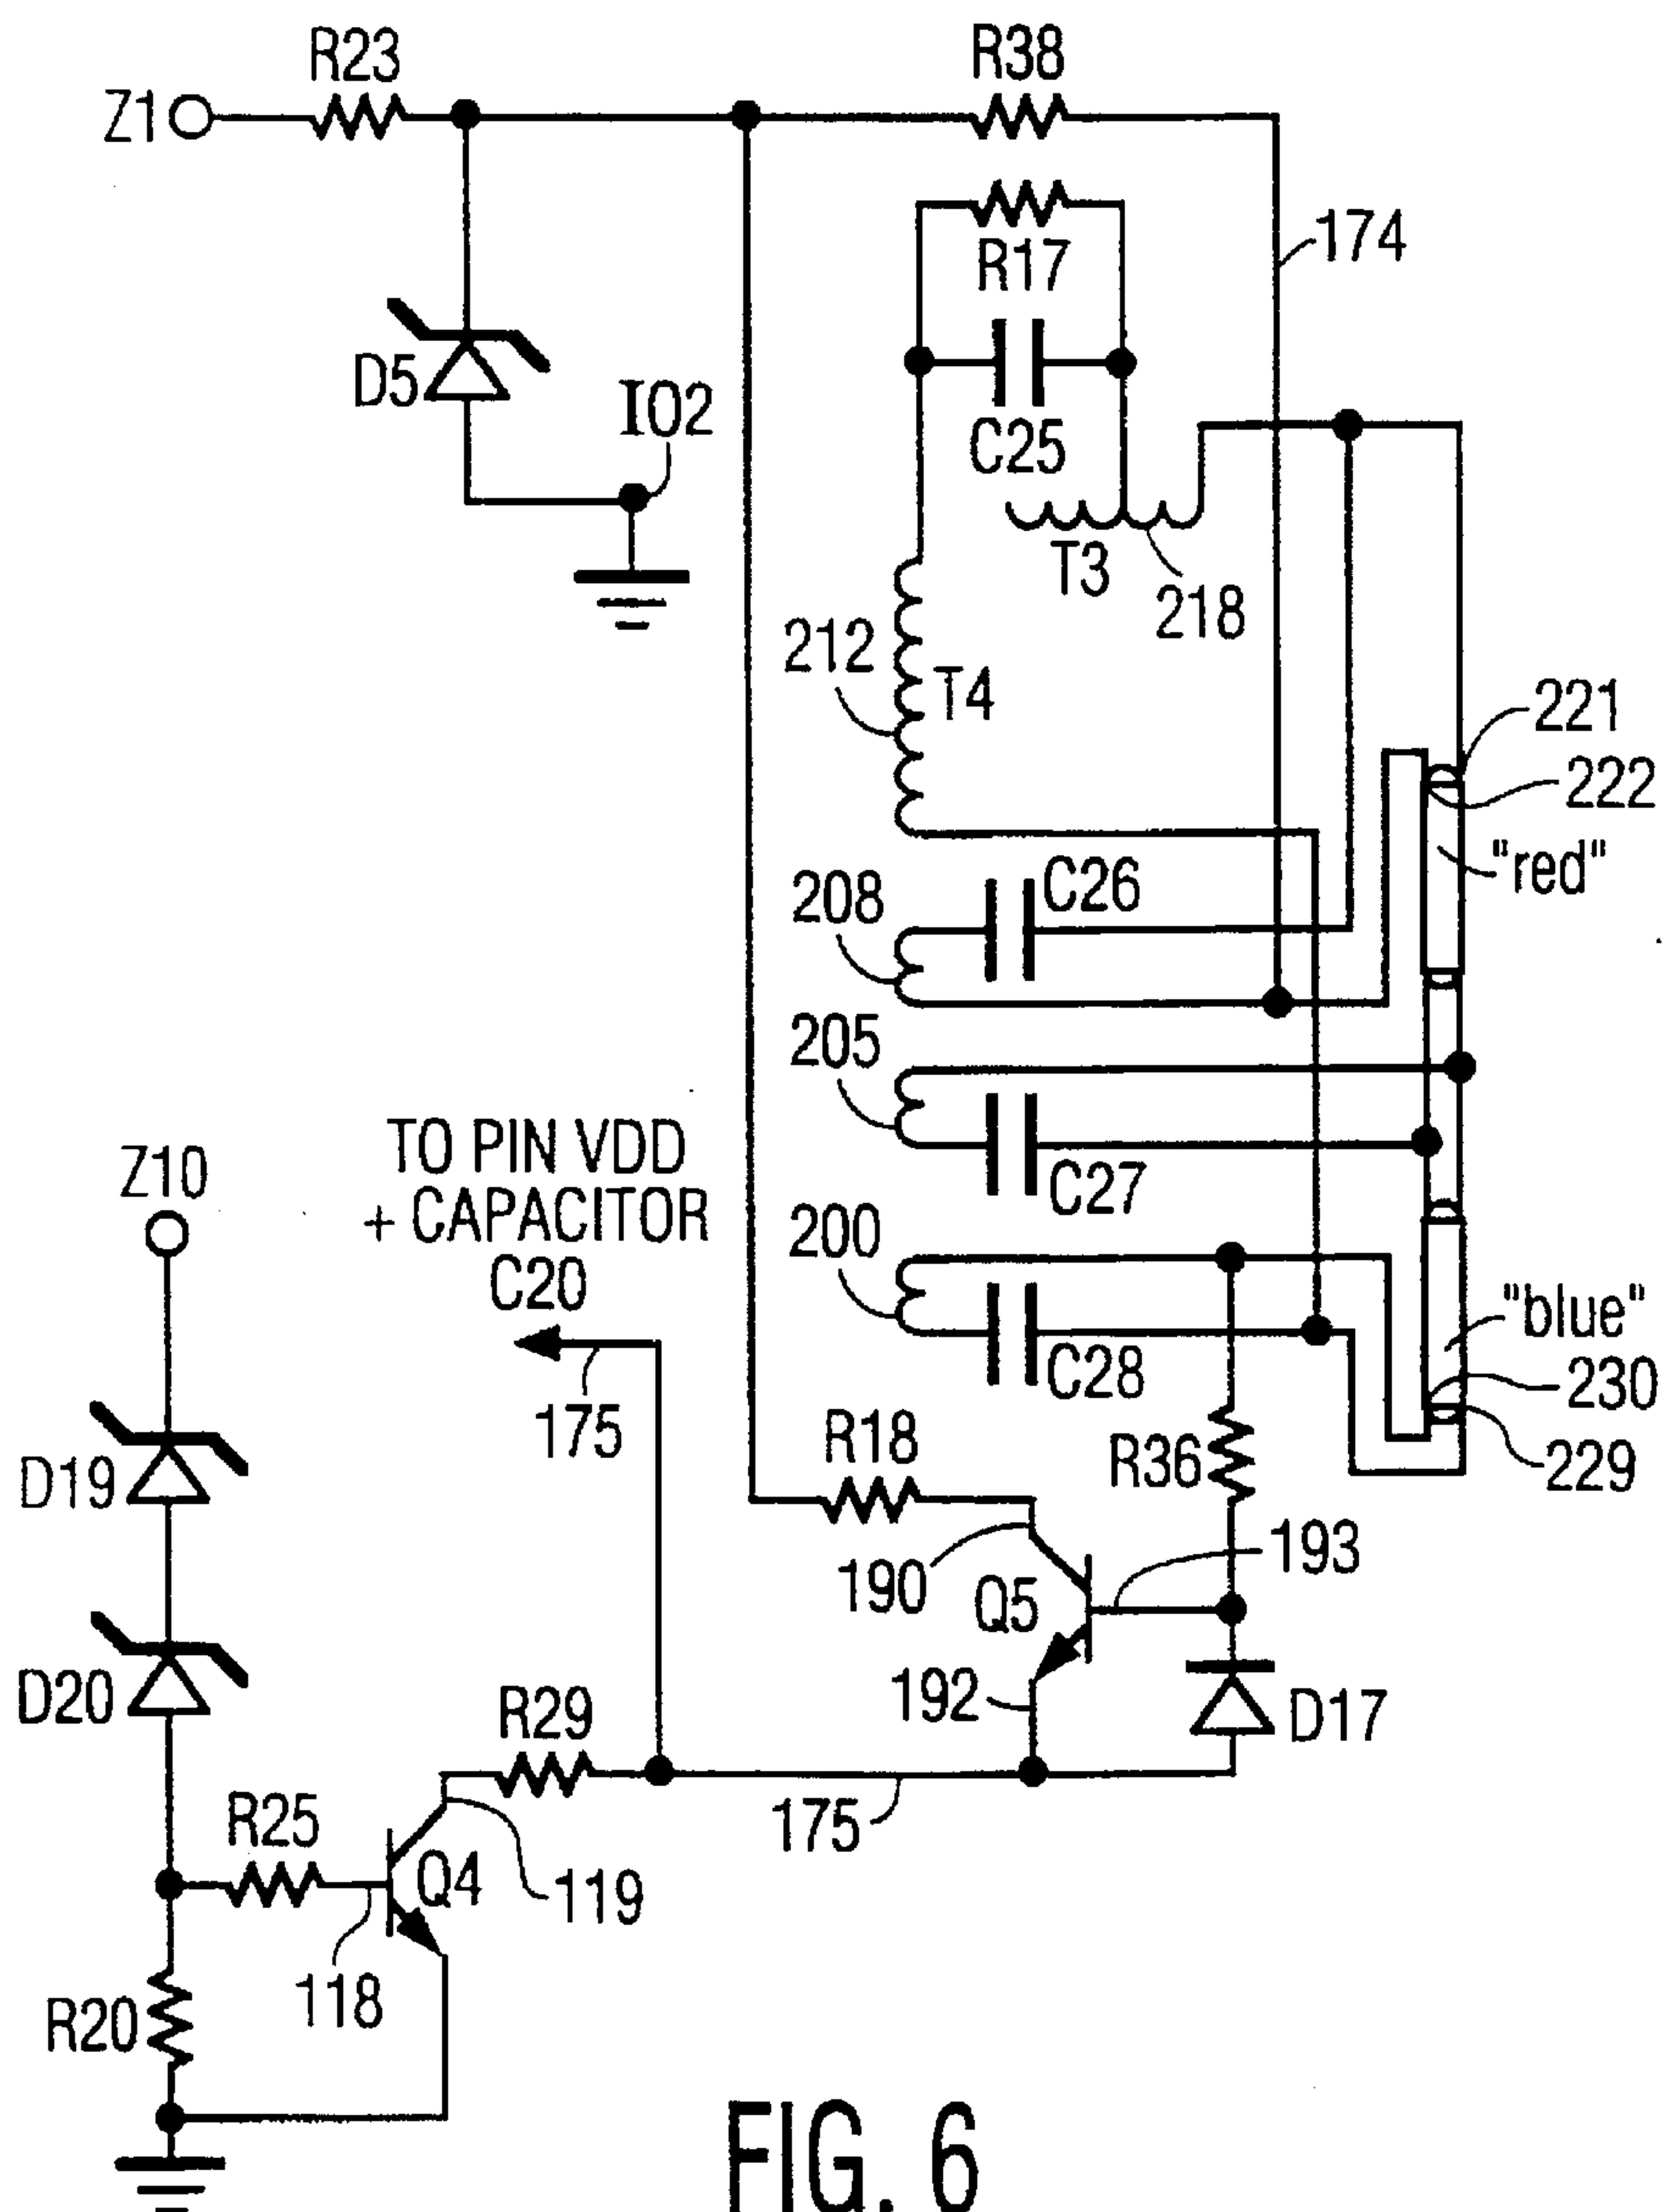 R23
R38
Z1
R17
174
D5
IO2
C25
T3
218
212
T4
221
222
"red"
208
C26
205
C27
TO PIN VDD
+ CAPACITOR
C20
Z10
200
C28
"blue"
230
229
175
R18
R36
D19
190
Q5
193
192
D17
D20
R29
175
R25
Q4
119
118
R20
FIG. 6